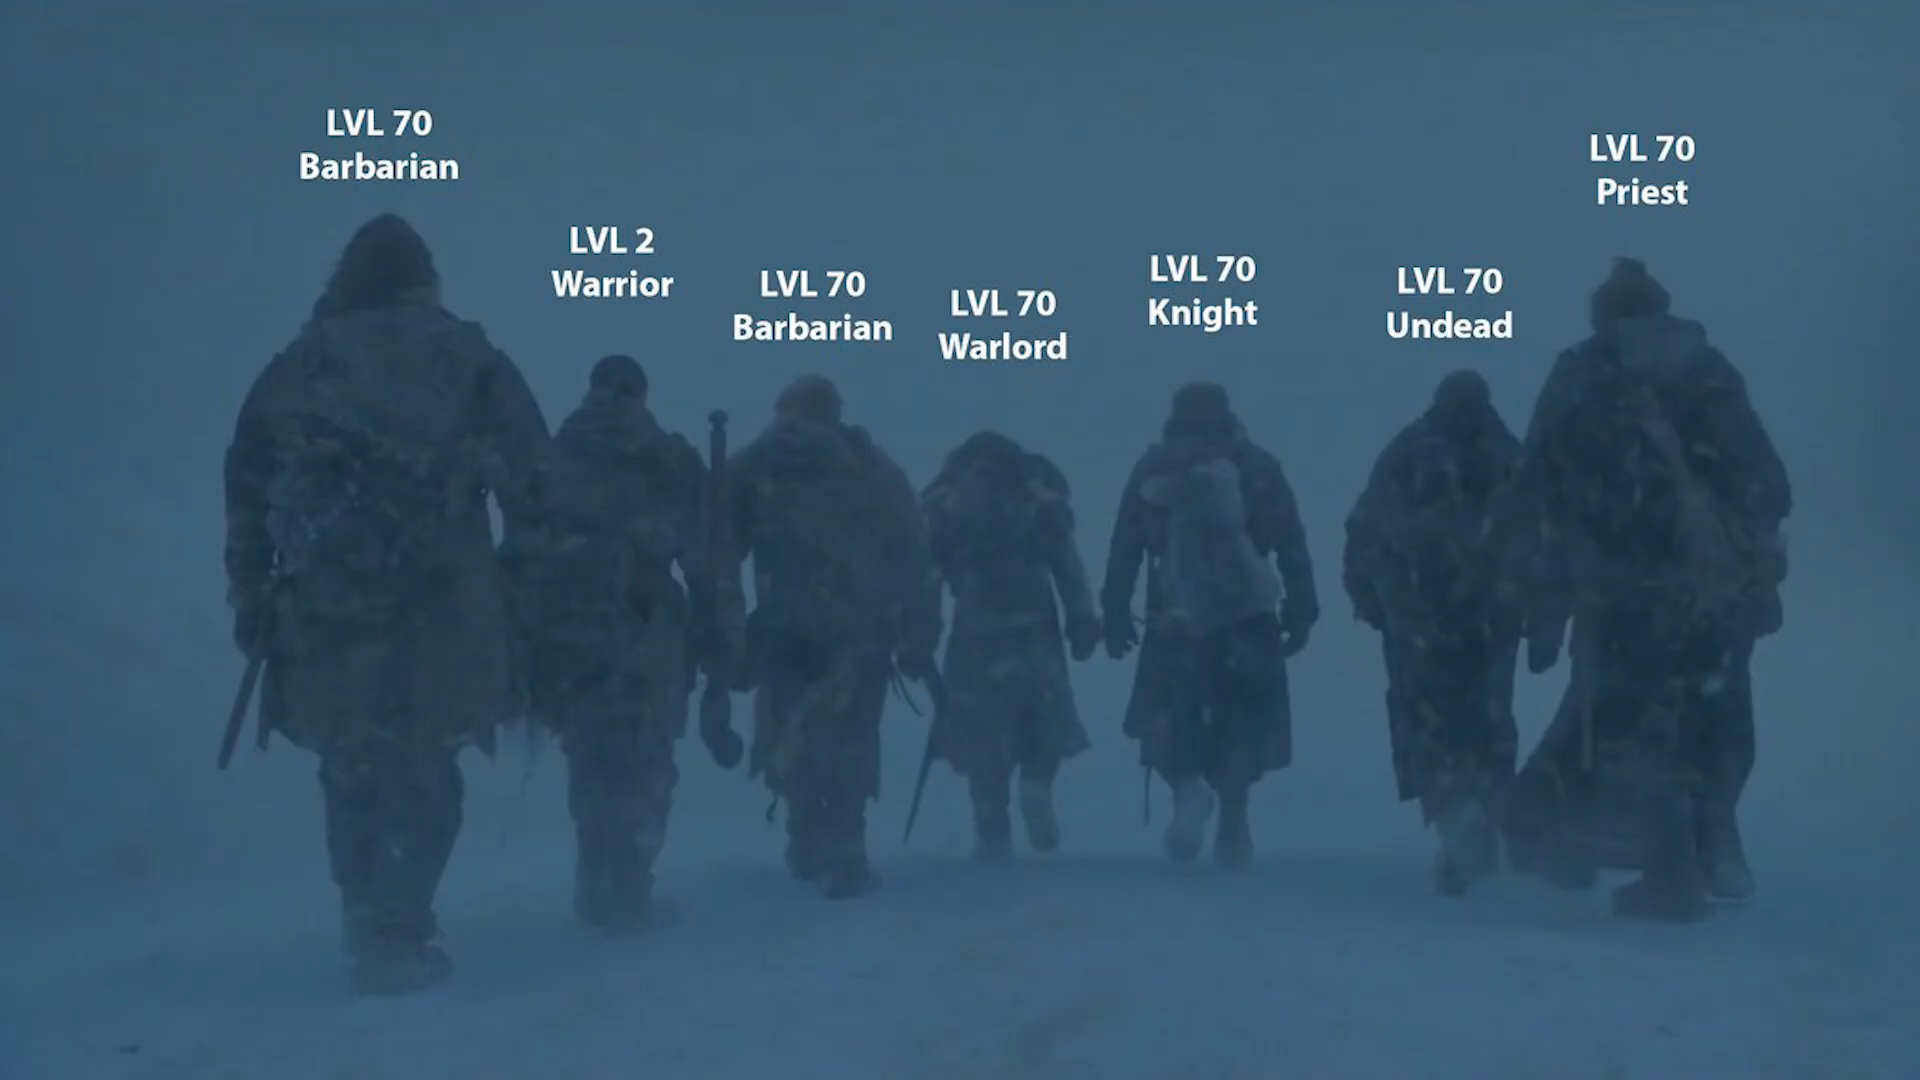 LVL 70
Barbarian
LVL 2
Warrior
LVL 70
Barbarian
LVL 70
Warlord
LVL 70
Knight
LVL 70
Undead
LVL 70
Priest